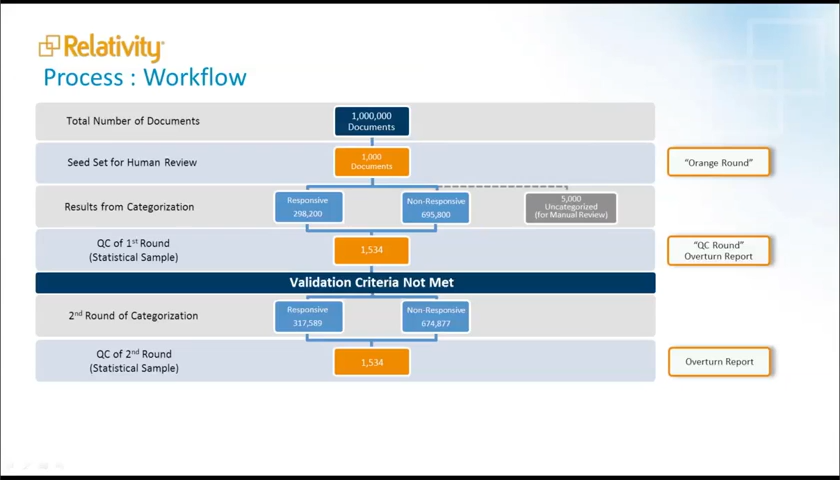 Relativity
Process : Workflow
Total Number of Documents
1,000,000
Documents
Seed Set for Human Review
1,000
Documents
"Orange Round"
Results from Categorization
Responsive
298,200
Non-Responsive
695,800
5,000
Uncategorized
(for Manual Review)
QC of 1st Round
(Statistical Sample)
1,534
"QC Round"
Overturn Report
Validation Criteria Not Met
2nd Round of Categorization
Responsive
317,589
Non-Responsive
674,877
QC of 2nd Round
(Statistical Sample)
1,534
Overturn Report